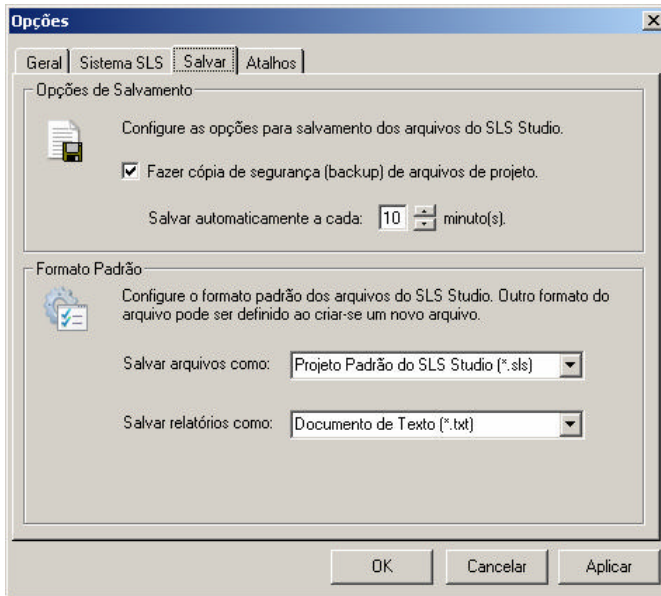 Opções
Geral Sistema SLS Salvar Atalhos
Opções de Salvamento
Configure as opções para salvamento dos arquivos do SLS Studio.
Fazer cópia de segurança (backup) de arquivos de projeto.
Salvar automaticamente a cada: 10 minuto(s).
Formato Padrão
Configure o formato padrão dos arquivos do SLS Studio. Outro formato do
arquivo pode ser definido ao criar-se um novo arquivo.
Salvar arquivos como: Projeto Padrão do SLS Studio (*.sls)
Salvar relatórios como: Documento de Texto (*.txt)
OK Cancelar Aplicar